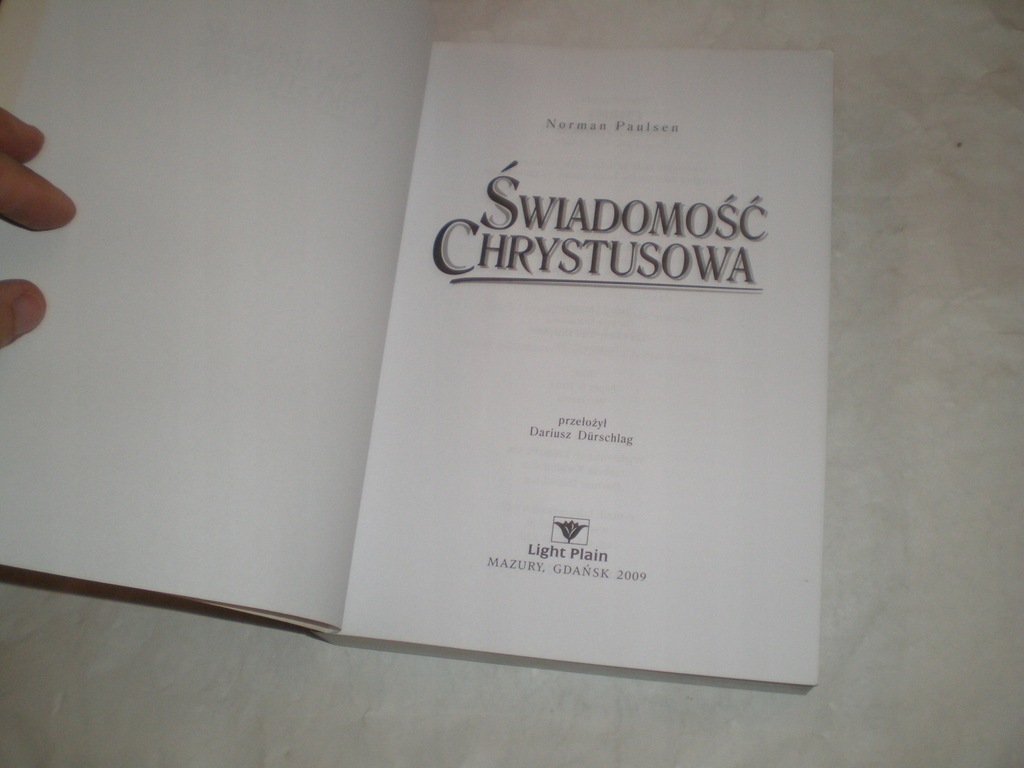 Norman Paulsen
ŚWIADOMOŚĆ
CHRYSTUSOWA
przełożył
Dariusz Dürschlag
Light Plain
MAZURY, GDAŃSK 2009